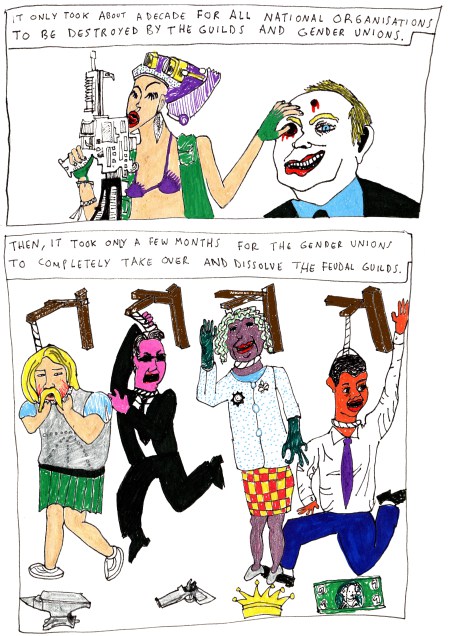 IT ONLY TOOK ABOUT A DECADE FOR ALL NATIONAL ORGANISATIONS
TO BE DESTROYED BY THE GUILDS AND GENDER UNIONS.
THEN, IT TOOK ONLY A FEW MONTHS FOR THE GENDER UNIONS
TO COMPLETELY TAKE OVER AND DISSOLVE THE FEUDAL GUILDS.